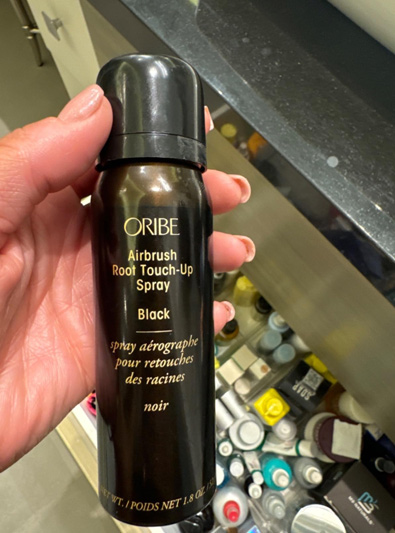 ORIBE
Airbrush
Root Touch-Up
Spray
Black
spray aérographe
pour retouches
des racines
noir
WT. / POIDS NET 1.8 OZ